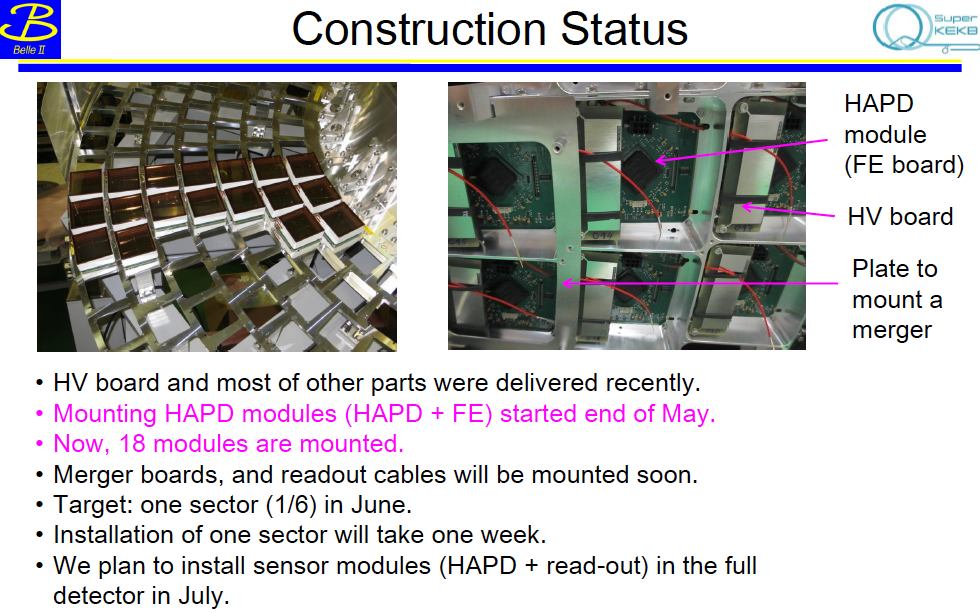 B
Belle II
Construction Status
Super
KEKB
HAPD
module
(FE board)
HV board
Plate to
mount a
merger
• HV board and most of other parts were delivered recently.
• Mounting HAPD modules (HAPD + FE) started end of May.
• Now, 18 modules are mounted.
• Merger boards, and readout cables will be mounted soon.
• Target: one sector (1/6) in June.
• Installation of one sector will take one week.
• We plan to install sensor modules (HAPD + read-out) in the full
detector in July.